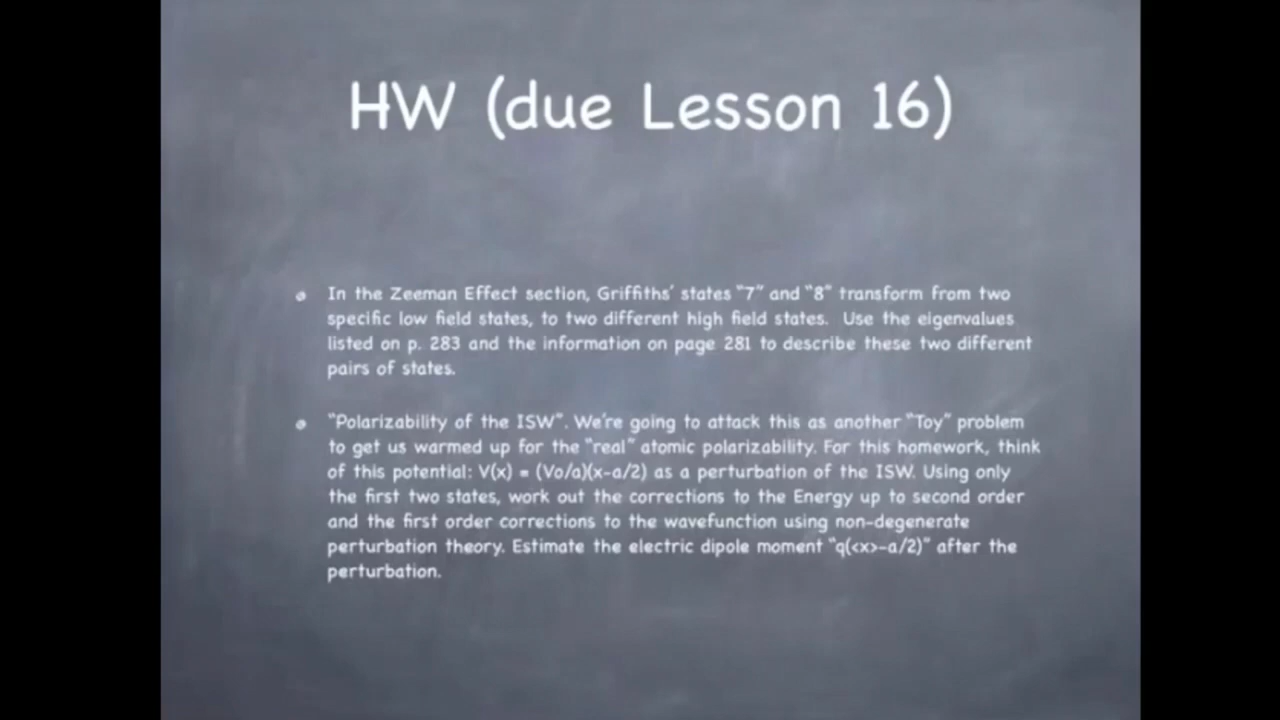 HW (due Lesson 16)
In the Zeeman Effect section, Griffiths' states "7" and "8" transform from two
specific low field states, to two different high field states. Use the eigenvalues
listed on p. 283 and the information on page 281 to describe these two different
pairs of states.
"Polarizability of the ISW". We're going to attack this as another "Toy" problem
to get us warmed up for the "real" atomic polarizability. For this homework, think
of this potential: V(x) = (Vo/a)(x-a/2) as a perturbation of the ISW. Using only
the first two states, work out the corrections to the Energy up to second order
and the first order corrections to the wavefunction using non-degenerate
perturbation theory. Estimate the electric dipole moment "q(<x>-a/2)" after the
perturbation.